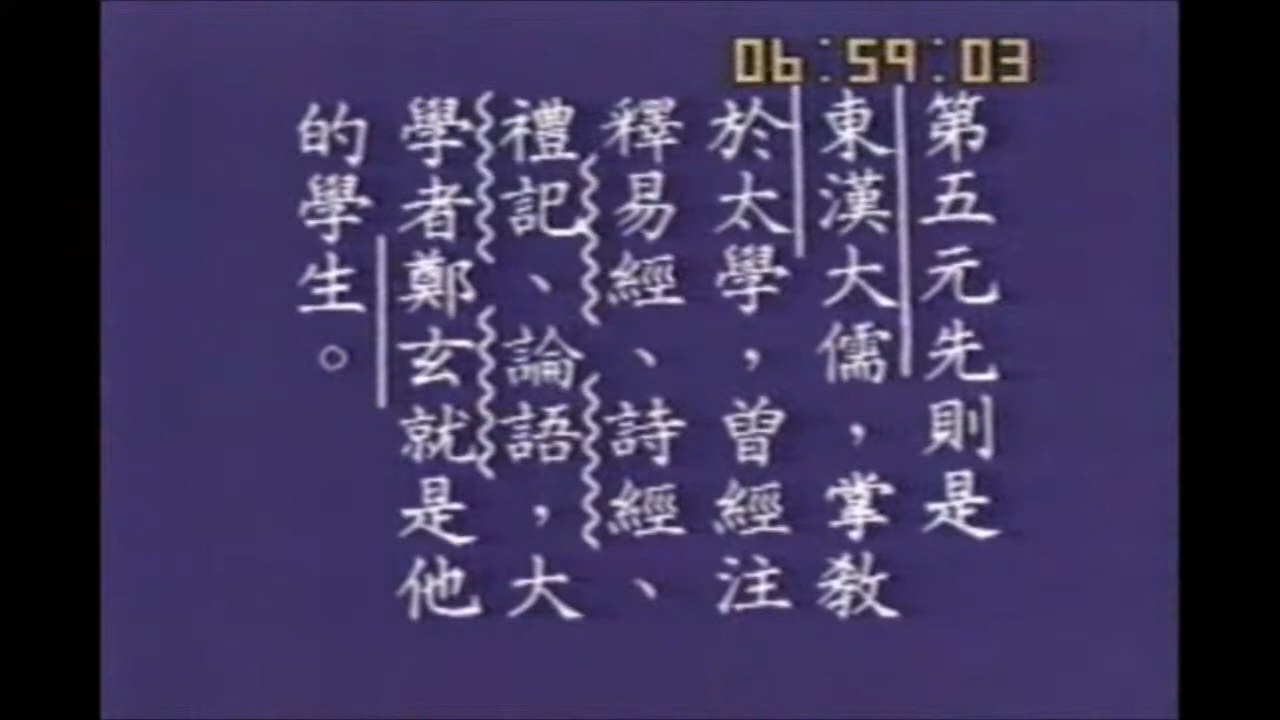 06:59:03
第五元先則是
東漢大儒，掌教
於太學，曾經注
釋易經、詩經、
禮記、論語，大
學者鄭玄就是他
的學生。